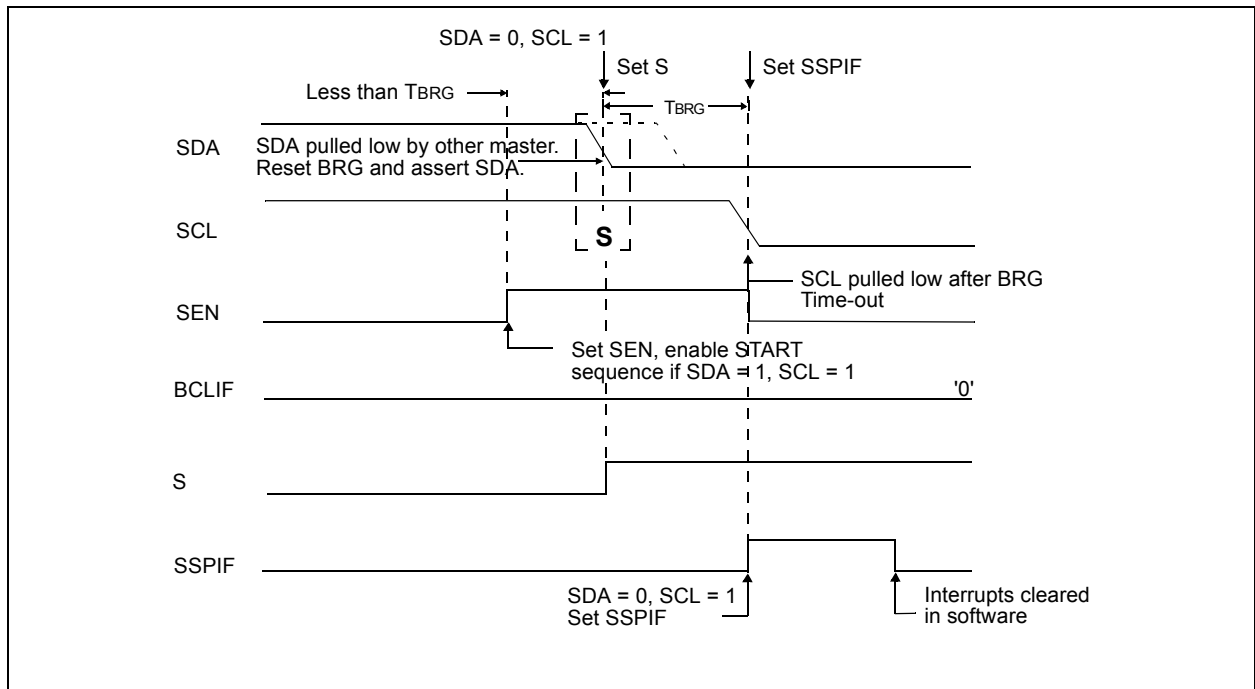 SDA = 0, SCL = 1
Set S
Set SSPIF
Less than TBRG
TBRG
SDA
SDA pulled low by other master.
Reset BRG and assert SDA.
SCL
S
SCL pulled low after BRG
Time-out
SEN
Set SEN, enable START
sequence if SDA = 1, SCL = 1
BCLIF
'0'
S
SSPIF
SDA = 0, SCL = 1
Set SSPIF
Interrupts cleared
in software